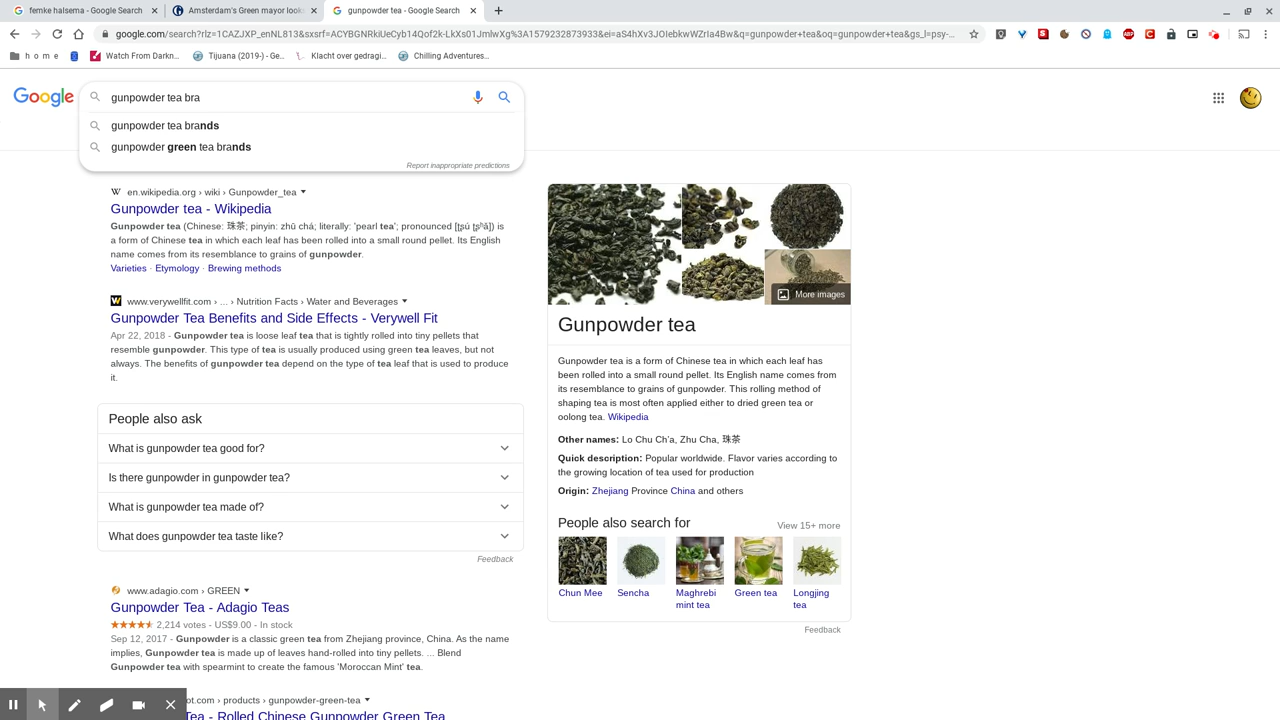 femke halsema - Google Search
Amsterdam's Green mayor looks
gunpowder tea - Google Search
google.com/search?rlz=1CAZJXP_enNL813&sxsrf=ACYBGNRkiUeCyb14Qof2k-LkXs01JmlwXg%3A1579232873933&ei=aS4hXv3JOIebkwWZrIa4Bw&q=gunpowder+tea&oq=gunpowder+tea&gs_l=psy-...
h o m e
Watch From Darkn...
Tijuana (2019-) - Ge...
Klacht over gedragi...
Chilling Adventures...
Google
gunpowder tea bra
gunpowder tea brands
gunpowder green tea brands
Report inappropriate predictions
en.wikipedia.org › wiki › Gunpowder_tea
Gunpowder tea - Wikipedia
Gunpowder tea (Chinese: 珠茶; pinyin: zhū chá; literally: 'pearl tea'; pronounced [ʈʂú ʈʂʰǎ]) is
a form of Chinese tea in which each leaf has been rolled into a small round pellet. Its English
name comes from its resemblance to grains of gunpowder.
Varieties · Etymology · Brewing methods
www.verywellfit.com › ... › Nutrition Facts › Water and Beverages
Gunpowder Tea Benefits and Side Effects - Verywell Fit
Apr 22, 2018 - Gunpowder tea is loose leaf tea that is tightly rolled into tiny pellets that
resemble gunpowder. This type of tea is usually produced using green tea leaves, but not
always. The benefits of gunpowder tea depend on the type of tea leaf that is used to produce
it.
People also ask
What is gunpowder tea good for?
Is there gunpowder in gunpowder tea?
What is gunpowder tea made of?
What does gunpowder tea taste like?
Feedback
www.adagio.com › GREEN
Gunpowder Tea - Adagio Teas
2,214 votes - US$9.00 - In stock
Sep 12, 2017 - Gunpowder is a classic green tea from Zhejiang province, China. As the name
implies, Gunpowder tea is made up of leaves hand-rolled into tiny pellets. ... Blend
Gunpowder tea with spearmint to create the famous 'Moroccan Mint' tea.
ot.com › products › gunpowder-green-tea
Tea - Rolled Chinese Gunpowder Green Tea
More images
Gunpowder tea
Gunpowder tea is a form of Chinese tea in which each leaf has
been rolled into a small round pellet. Its English name comes from
its resemblance to grains of gunpowder. This rolling method of
shaping tea is most often applied either to dried green tea or
oolong tea. Wikipedia
Other names: Lo Chu Ch'a, Zhu Cha, 珠茶
Quick description: Popular worldwide. Flavor varies according to
the growing location of tea used for production
Origin: Zhejiang Province China and others
People also search for
View 15+ more
Chun Mee
Sencha
Maghrebi
mint tea
Green tea
Longjing
tea
Feedback